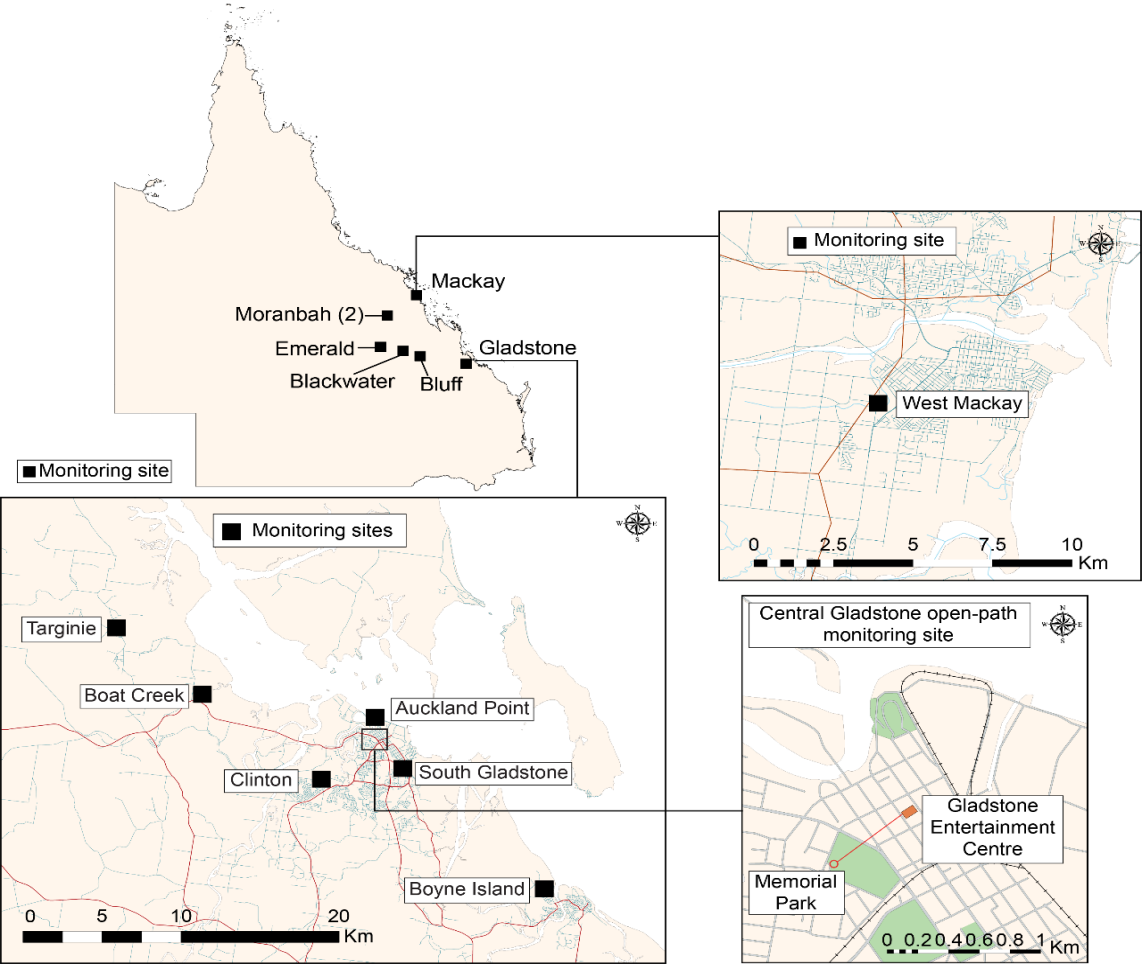 Mackay
Moranbah (2)
Emerald
Gladstone
Blackwater
Bluff
Monitoring site
Monitoring site
N
W E
S
West Mackay
0 2.5 5 7.5 10
Km
Monitoring sites
N
W E
S
Targinie
Boat Creek
Auckland Point
Clinton
South Gladstone
Boyne Island
0 5 10 20
Km
Central Gladstone open-path
monitoring site
N
W E
S
Gladstone
Entertainment
Centre
Memorial
Park
0 0.2 0.4 0.6 0.8 1
Km